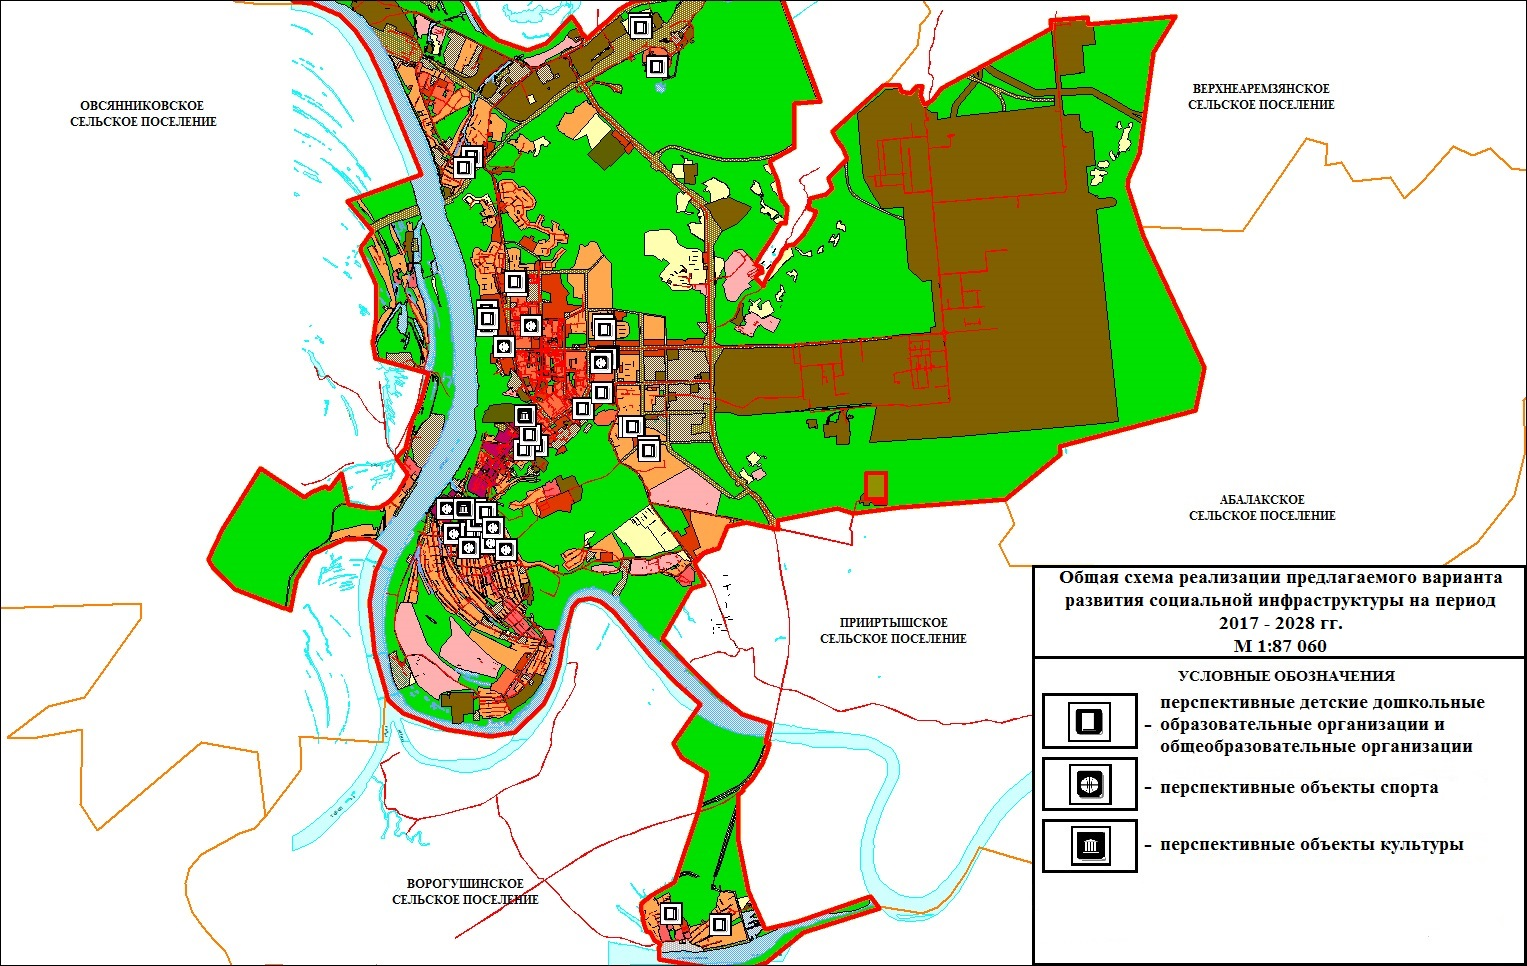 ОВСЯННИКОВСКОЕ
СЕЛЬСКОЕ ПОСЕЛЕНИЕ
ВЕРХНЕАРЕМЗЯНСКОЕ
СЕЛЬСКОЕ ПОСЕЛЕНИЕ
АБАЛАКСКОЕ
СЕЛЬСКОЕ ПОСЕЛЕНИЕ
ПРИИРТЫШСКОЕ
СЕЛЬСКОЕ ПОСЕЛЕНИЕ
ВОРОГУШИНСКОЕ
СЕЛЬСКОЕ ПОСЕЛЕНИЕ
Общая схема реализации предлагаемого варианта
развития социальной инфраструктуры на период
2017 - 2028 гг.
М 1:87 060
УСЛОВНЫЕ ОБОЗНАЧЕНИЯ
перспективные детские дошкольные
- образовательные организации и
общеобразовательные организации
- перспективные объекты спорта
- перспективные объекты культуры